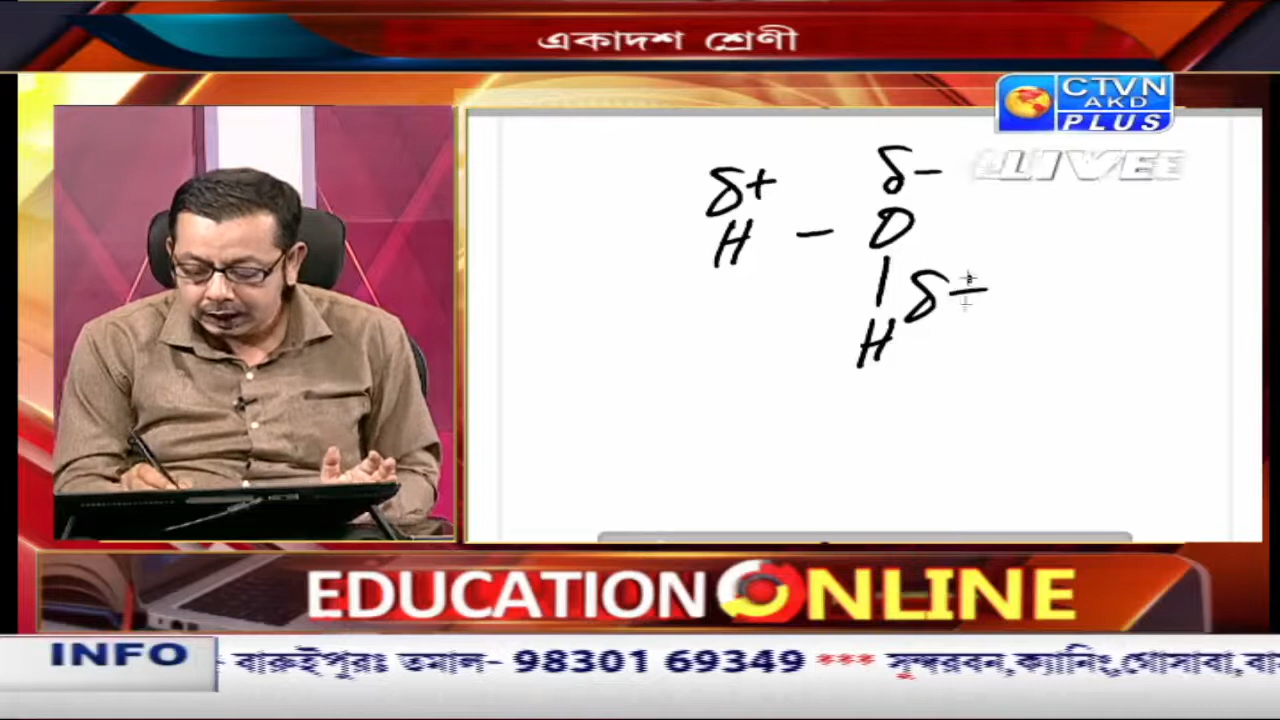 একাদশ শ্রেণী
CTVN
AKD
PLUS
LIVE
δ+ δ-
H - O
| δ+
H
EDUCATION ONLINE
INFO
বারুইপুরঃ তমাল- 98301 69349 *** সুন্দরবন,ক্যানিং,ঘোসাবা,বা